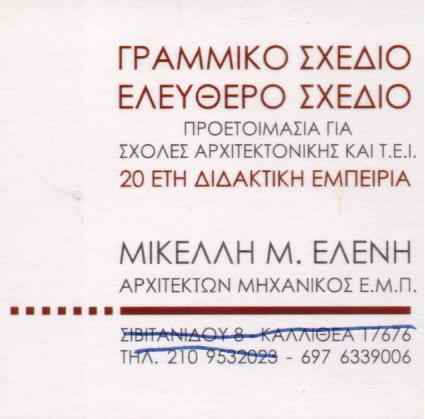 ΓΡΑΜΜΙΚΟ ΣΧΕΔΙΟ
ΕΛΕΥΘΕΡΟ ΣΧΕΔΙΟ
ΠΡΟΕΤΟΙΜΑΣΙΑ ΓΙΑ
ΣΧΟΛΕΣ ΑΡΧΙΤΕΚΤΟΝΙΚΗΣ ΚΑΙ Τ.Ε.Ι.
20 ΕΤΗ ΔΙΔΑΚΤΙΚΗ ΕΜΠΕΙΡΙΑ
ΜΙΚΕΛΛΗ Μ. ΕΛΕΝΗ
ΑΡΧΙΤΕΚΤΩΝ ΜΗΧΑΝΙΚΟΣ Ε.Μ.Π.
ΣΙΒΙΤΑΝΙΔΟΥ 8 - ΚΑΛΛΙΘΕΑ 17676
ΤΗΛ. 210 9532023 - 697 6339006